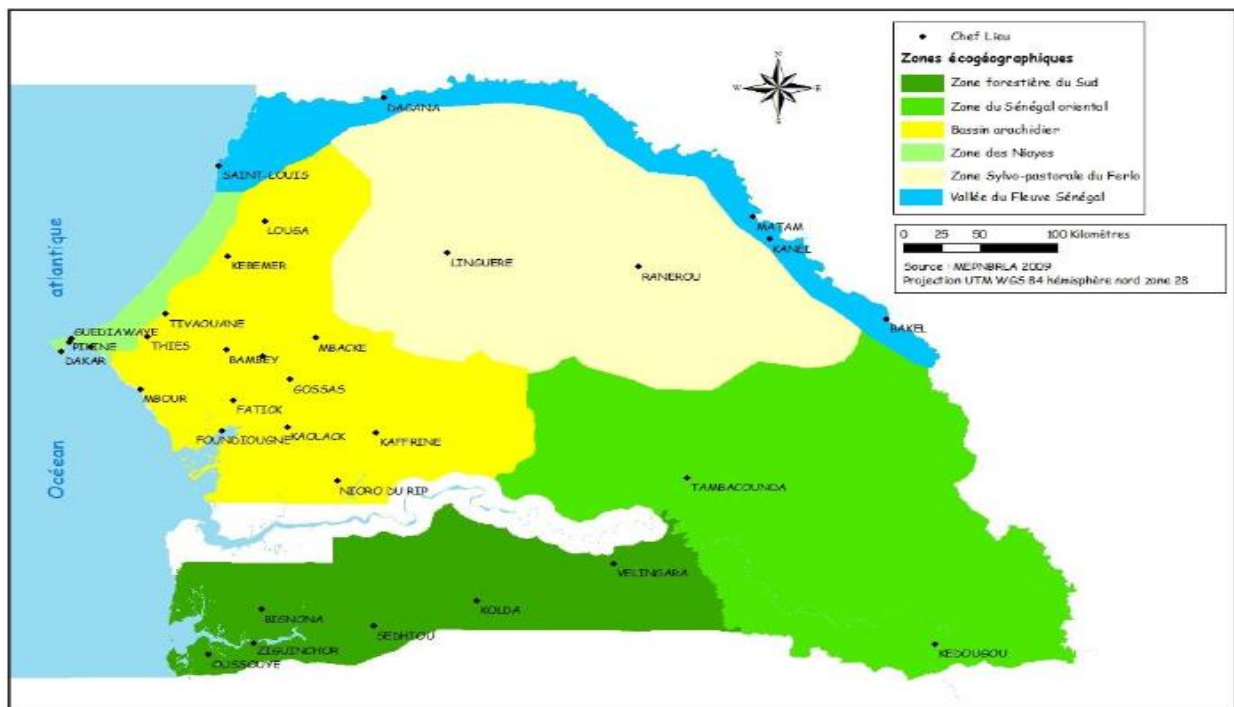 Chef Lieu
Zones écogéographiques
Zone forestière du Sud
Zone du Sénégal oriental
Bassin arachidier
Zone des Niayes
Zone Sylvo-pastorale du Ferlo
Vallée du Fleuve Sénégal
0 25 50 100 Kilomètres
Source : MEPNBRLA 2009
Projection UTM WGS 84 hémisphère nord zone 28
N
W E
S
DAGANA
SAINT-LOUIS
LOUGA
MATAM
KANEL
KEBEMER
LINGUERE
RANEROU
atlantique
TIVAOUANE
BAKEL
GUEDIAWAYE
PIKINE
THIES
MBACKE
DAKAR
BAMBEY
GOSSAS
MBOUR
FATICK
FOUNDIOUGNE
KAOLACK
KAFFRINE
Océean
NIORO DU RIP
TAMBACOUNDA
VELINGARA
KOLDA
BIGNONA
SEDHIOU
ZIGUINCHOR
OUSSOUYE
KEDOUGOU